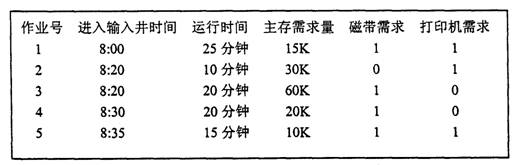 作业号 进入输入井时间 运行时间 主存需求量 磁带需求 打印机需求
1 8:00 25 分钟 15K 1 1
2 8:20 10 分钟 30K 0 1
3 8:20 20 分钟 60K 1 0
4 8:30 20 分钟 20K 1 0
5 8:35 15 分钟 10K 1 1